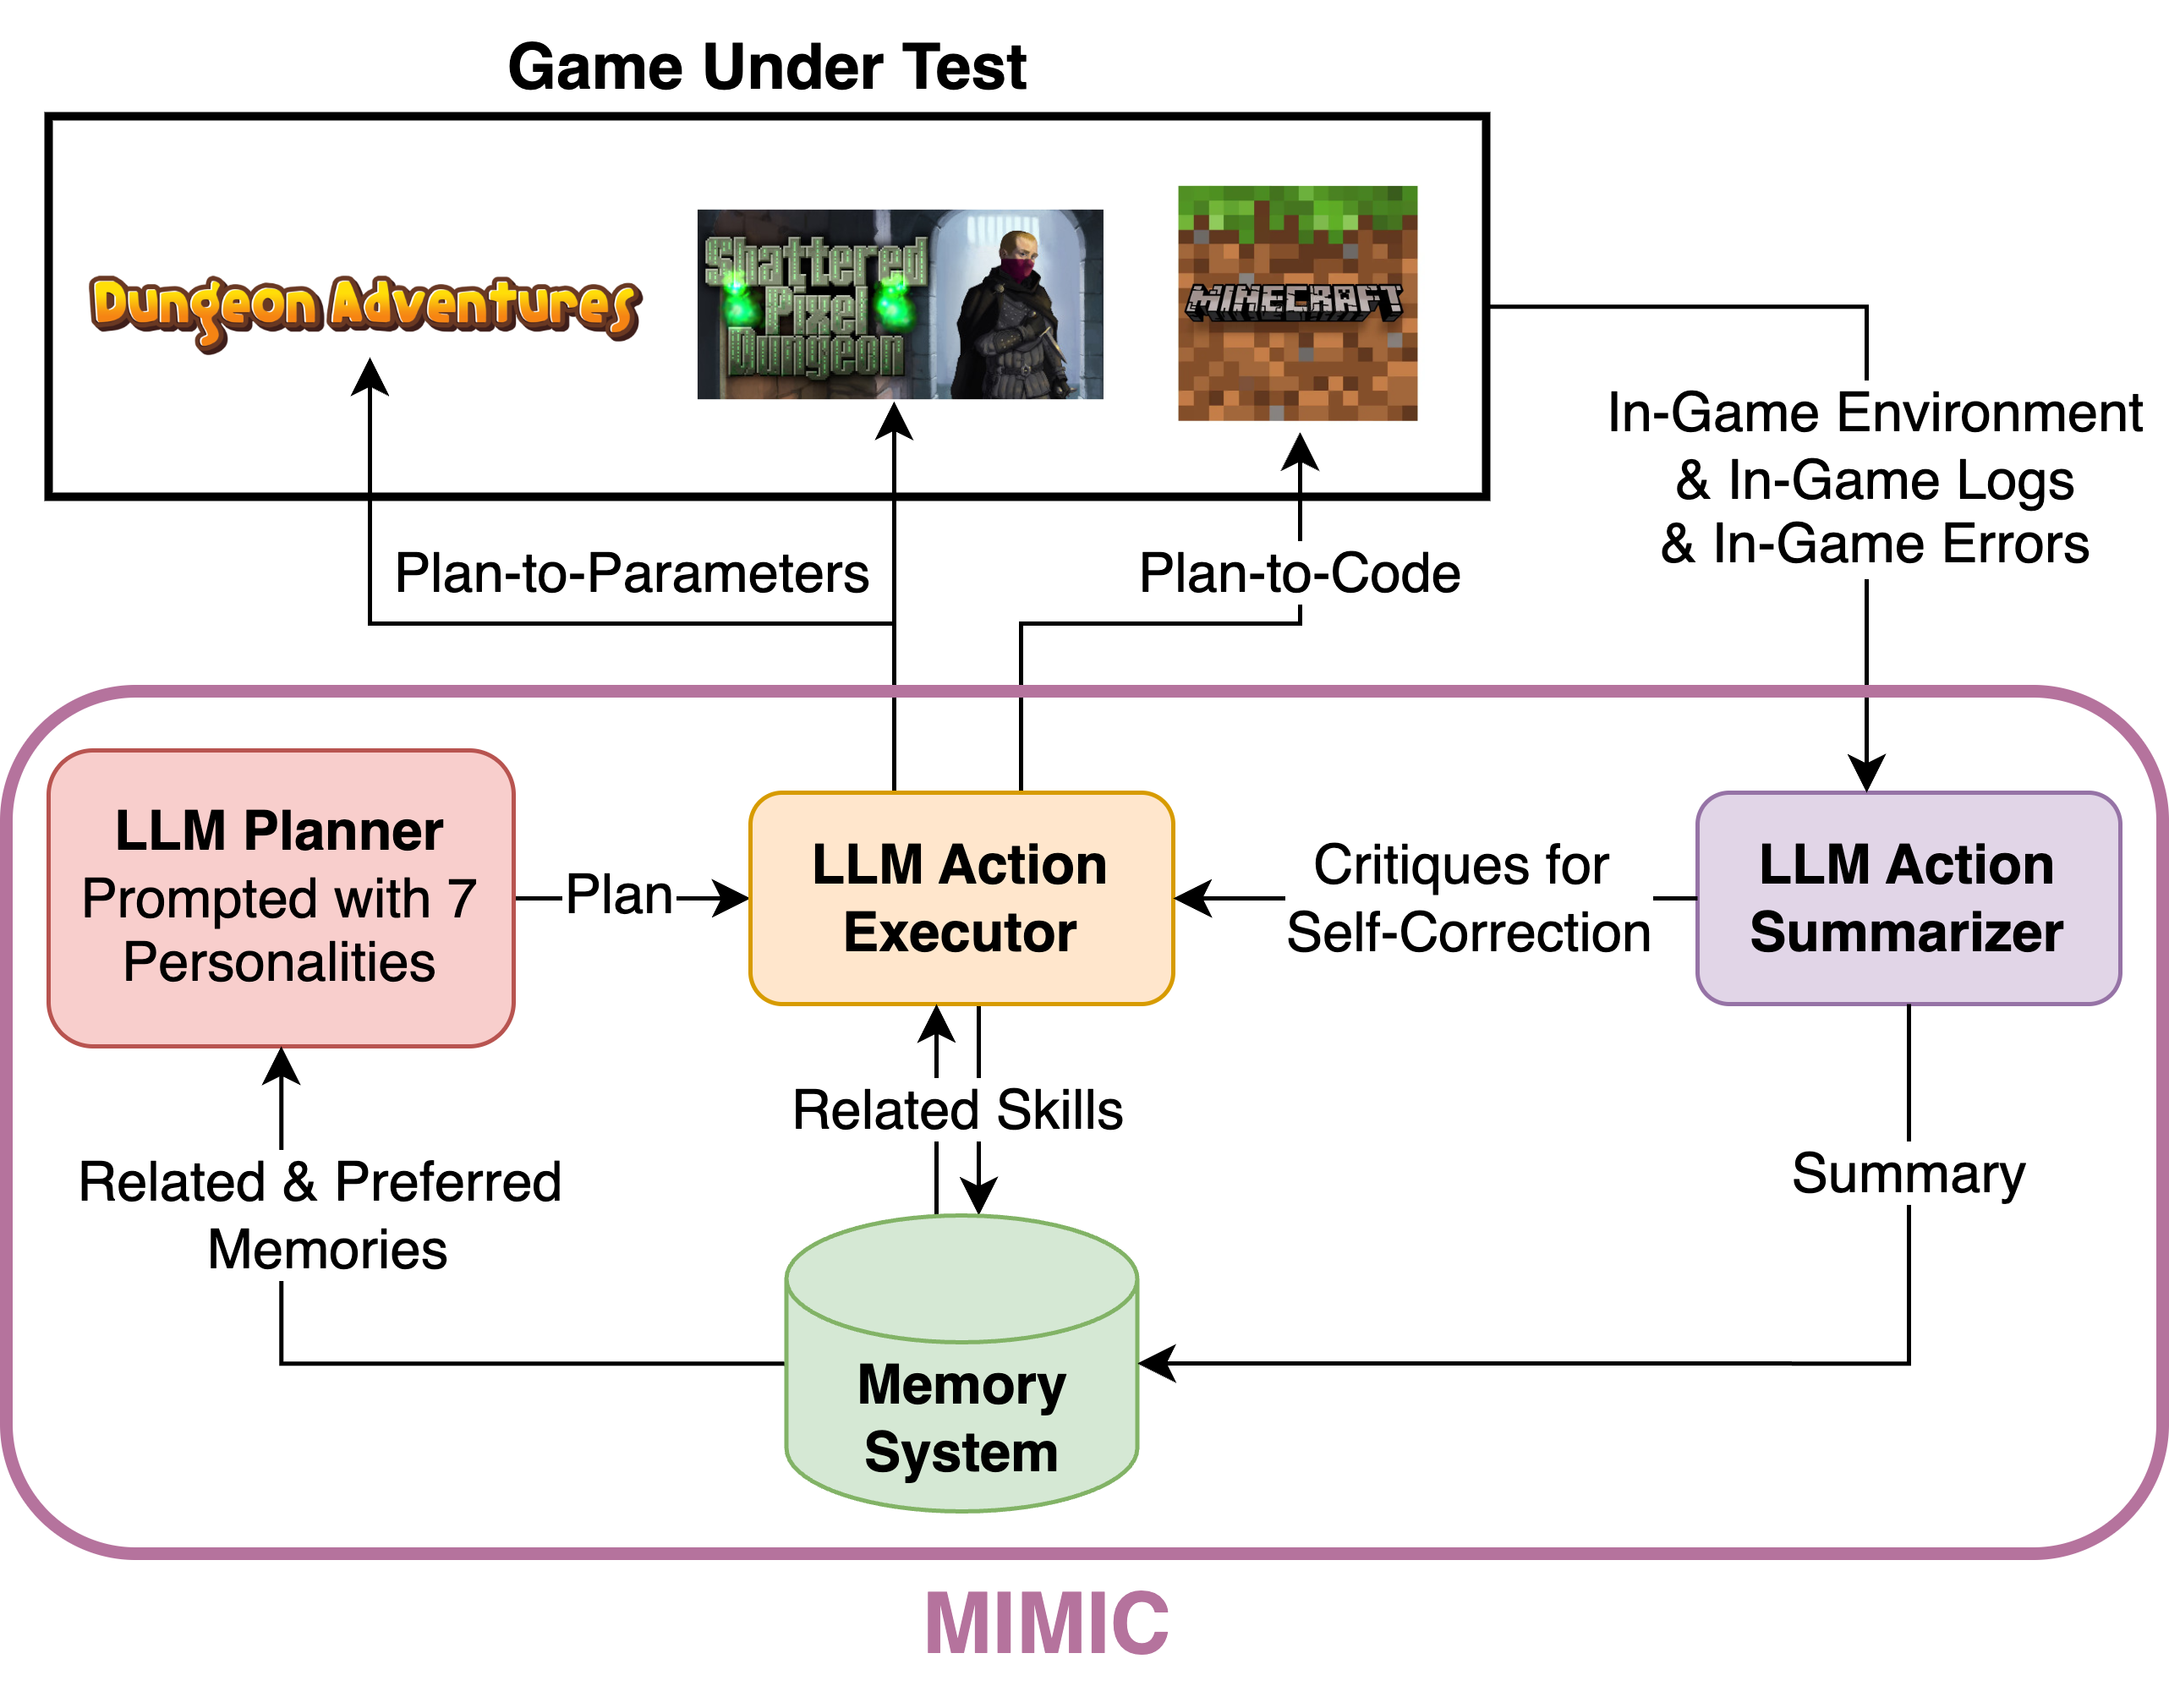 Game Under Test
Dungeon Adventures
Shattered
Pixel
Dungeon
MINECRAFT
In-Game Environment
& In-Game Logs
& In-Game Errors
Plan-to-Parameters
Plan-to-Code
LLM Planner
Prompted with 7
Personalities
Plan
LLM Action
Executor
Critiques for
Self-Correction
LLM Action
Summarizer
Related Skills
Related & Preferred
Memories
Summary
Memory
System
MIMIC